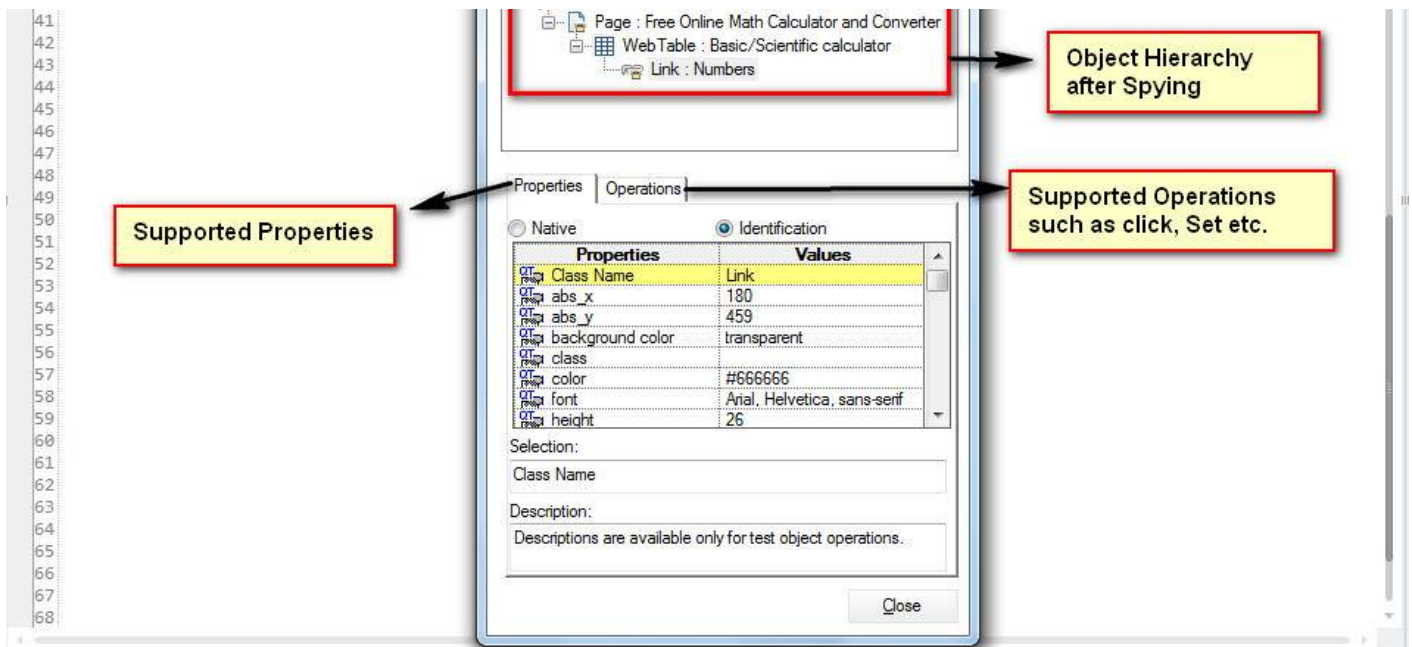 41
42
43
44
45
46
47
48
49
50
51
52
53
54
55
56
57
58
59
60
61
62
63
64
65
66
67
68
Page : Free Online Math Calculator and Converter
WebTable : Basic/Scientific calculator
Link : Numbers
Object Hierarchy
after Spying
Properties Operations
Supported Properties
Supported Operations
such as click, Set etc.
Native Identification
Properties Values
Class Name Link
abs_x 180
abs_y 459
background color transparent
class
color #666666
font Arial, Helvetica, sans-serif
height 26
Selection:
Class Name
Description:
Descriptions are available only for test object operations.
Close